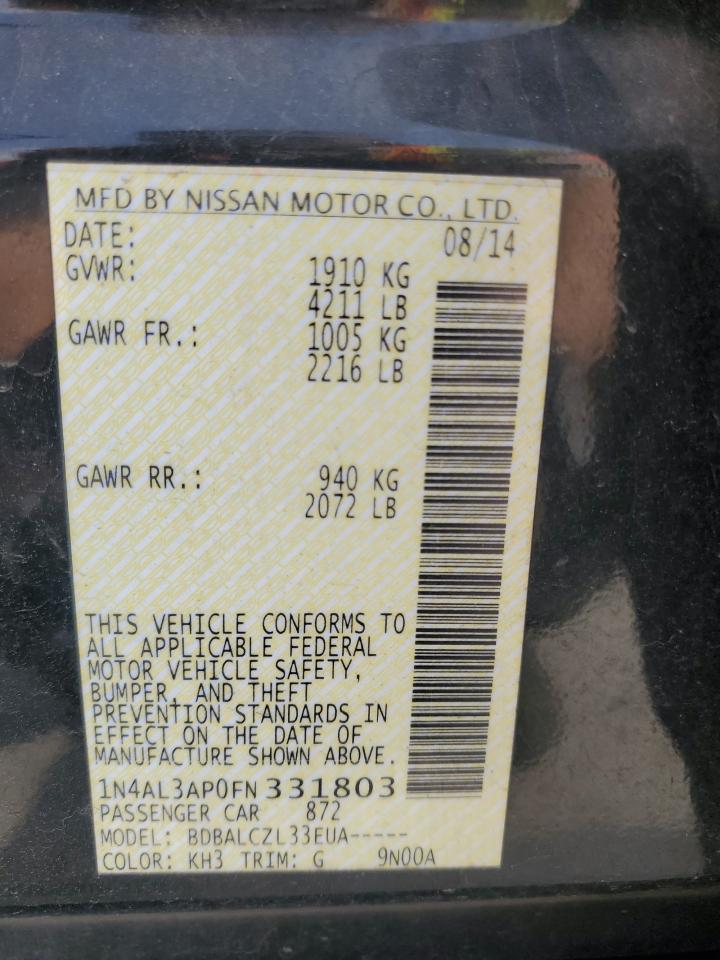 MFD BY NISSAN MOTOR CO., LTD.
DATE: 08/14
GVWR: 1910 KG
4211 LB
GAWR FR.: 1005 KG
2216 LB
GAWR RR.: 940 KG
2072 LB
THIS VEHICLE CONFORMS TO
ALL APPLICABLE FEDERAL
MOTOR VEHICLE SAFETY,
BUMPER, AND THEFT
PREVENTION STANDARDS IN
EFFECT ON THE DATE OF
MANUFACTURE SHOWN ABOVE.
1N4AL3AP0FN331803
PASSENGER CAR 872
MODEL: BDBALCZL33EUA-----
COLOR: KH3 TRIM: G 9N00A